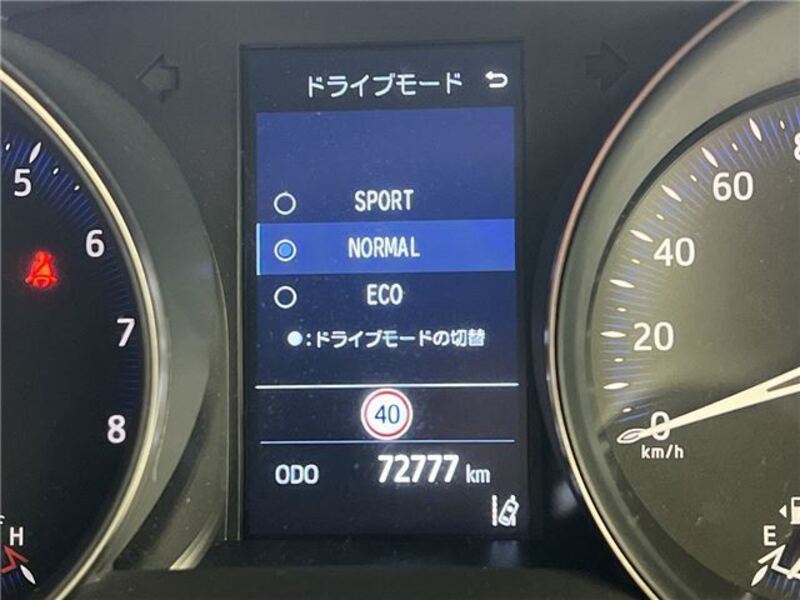 ドライブモード
SPORT
NORMAL
ECO
●:ドライブモードの切替
40
ODO 72777 km
5
6
7
8
H
60
40
20
0
km/h
E